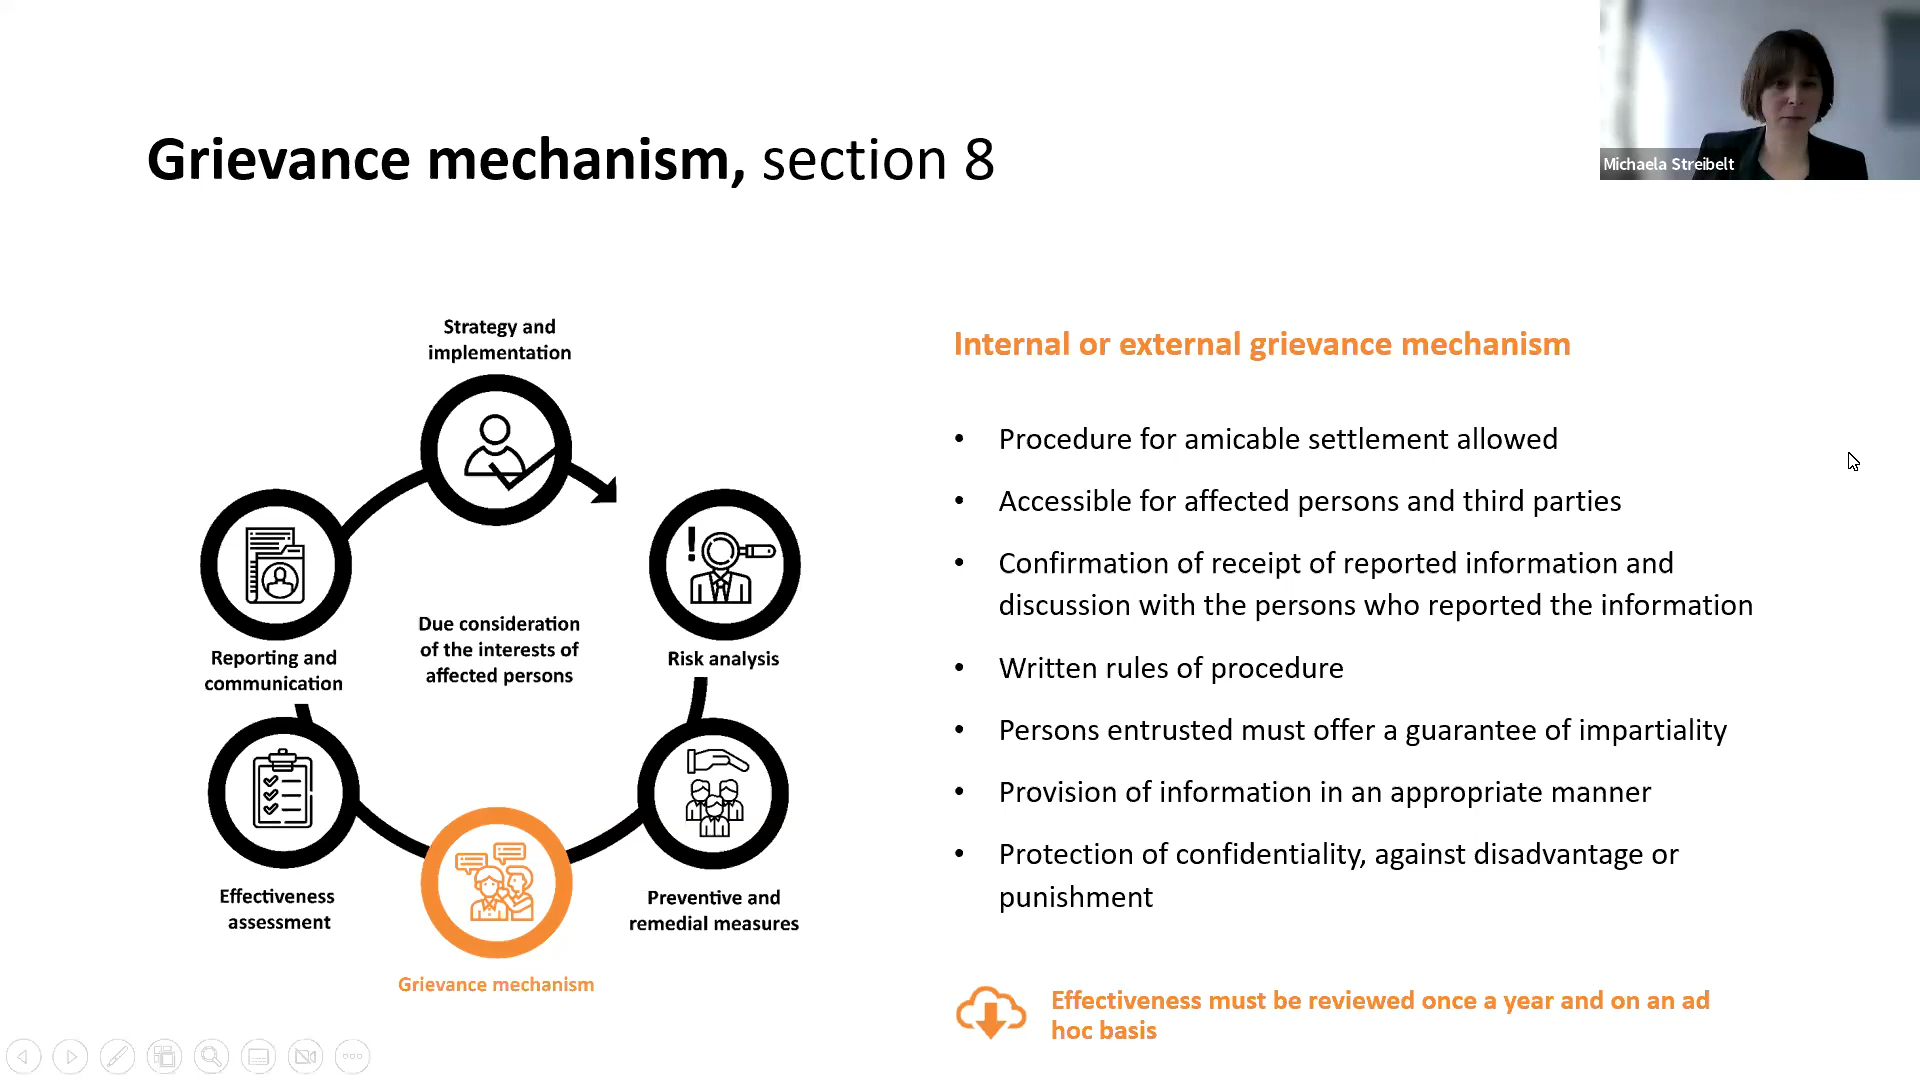 Michaela Streibelt
Grievance mechanism, section 8
Strategy and
implementation
Reporting and
communication
Due consideration
of the interests of
affected persons
Risk analysis
Effectiveness
assessment
Preventive and
remedial measures
Grievance mechanism
Internal or external grievance mechanism
• Procedure for amicable settlement allowed
• Accessible for affected persons and third parties
• Confirmation of receipt of reported information and
discussion with the persons who reported the information
• Written rules of procedure
• Persons entrusted must offer a guarantee of impartiality
• Provision of information in an appropriate manner
• Protection of confidentiality, against disadvantage or
punishment
Effectiveness must be reviewed once a year and on an ad
hoc basis